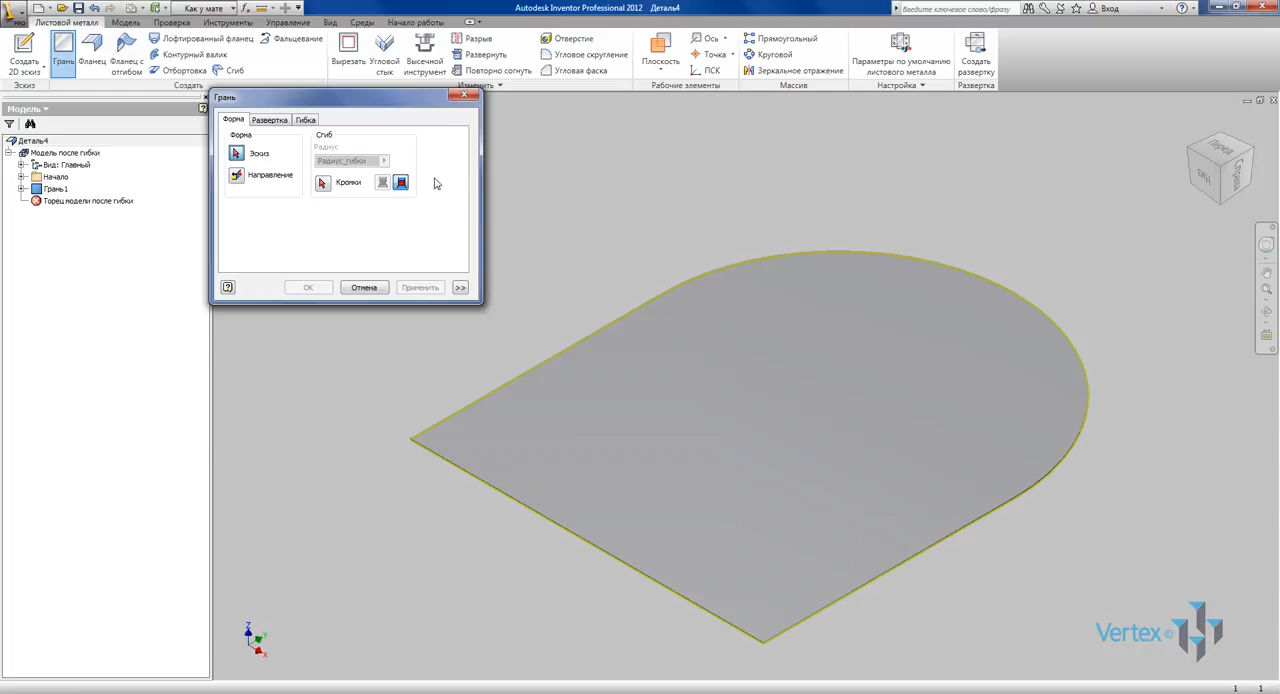 PRO
Как у мате
Autodesk Inventor Professional 2012 Деталь4
Введите ключевое слово/фразу
Вход
Листовой металл Модель Проверка Инструменты Управление Вид Среды Начало работы
Создать 2D эскиз
Грань
Фланец
Фланец с отгибом
Лофтированный фланец
Контурный валик
Отбортовка
Фальцевание
Сгиб
Вырезать
Угловой стык
Высечной инструмент
Разрыв
Развернуть
Повторно согнуть
Отверстие
Угловое скругление
Угловая фаска
Плоскость
Ось
Точка
ПСК
Прямоугольный
Круговой
Зеркальное отражение
Параметры по умолчанию листового металла
Создать развертку
Эскиз Создать Изменить Рабочие элементы Массив Настройка Развертка
Модель
Деталь4
Модель после гибки
Вид: Главный
Начало
Грань1
Торец модели после гибки
Грань
Форма Развертка Гибка
Форма
Эскиз
Направление
Сгиб
Радиус
Радиус_гибки
Кромки
OK
Отмена
Применить
>>
Перед
Справа
Низ
Z
Y
X
Vertex©
1 1